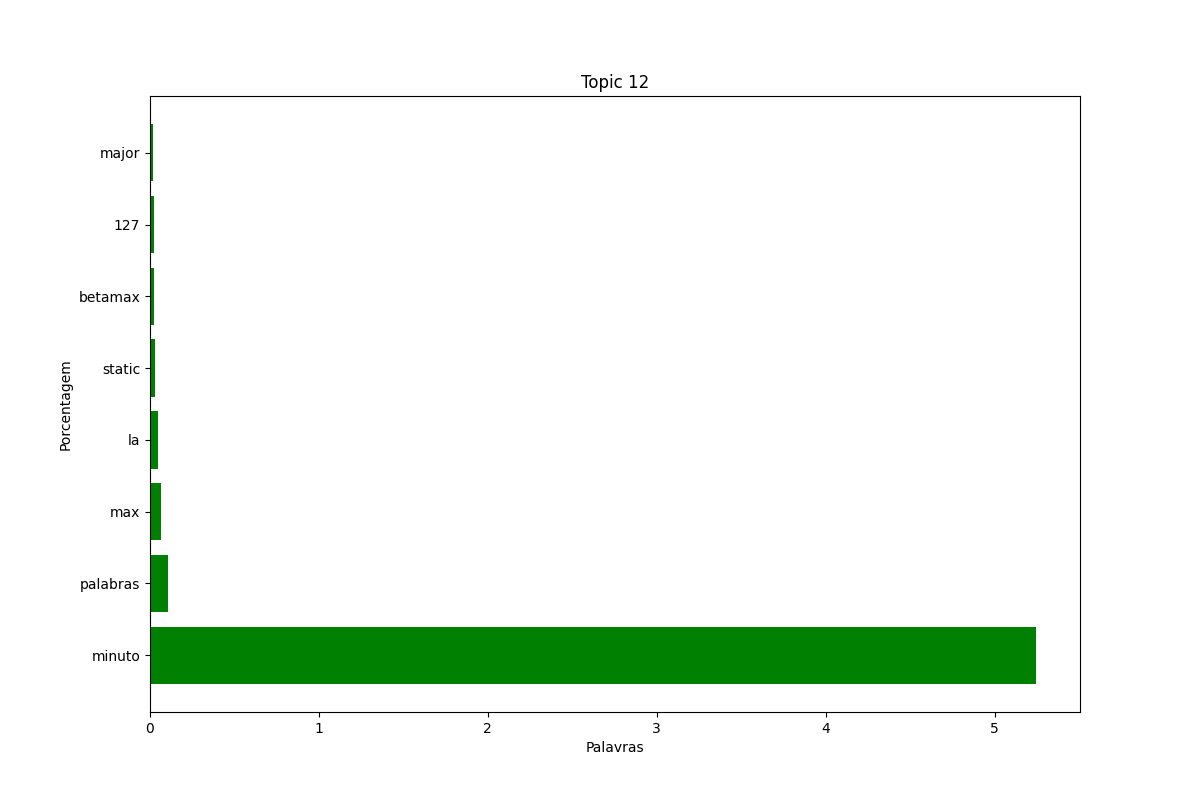 Topic 12
major
127
betamax
static
la
max
palabras
minuto
Porcentagem
0 1 2 3 4 5
Palavras